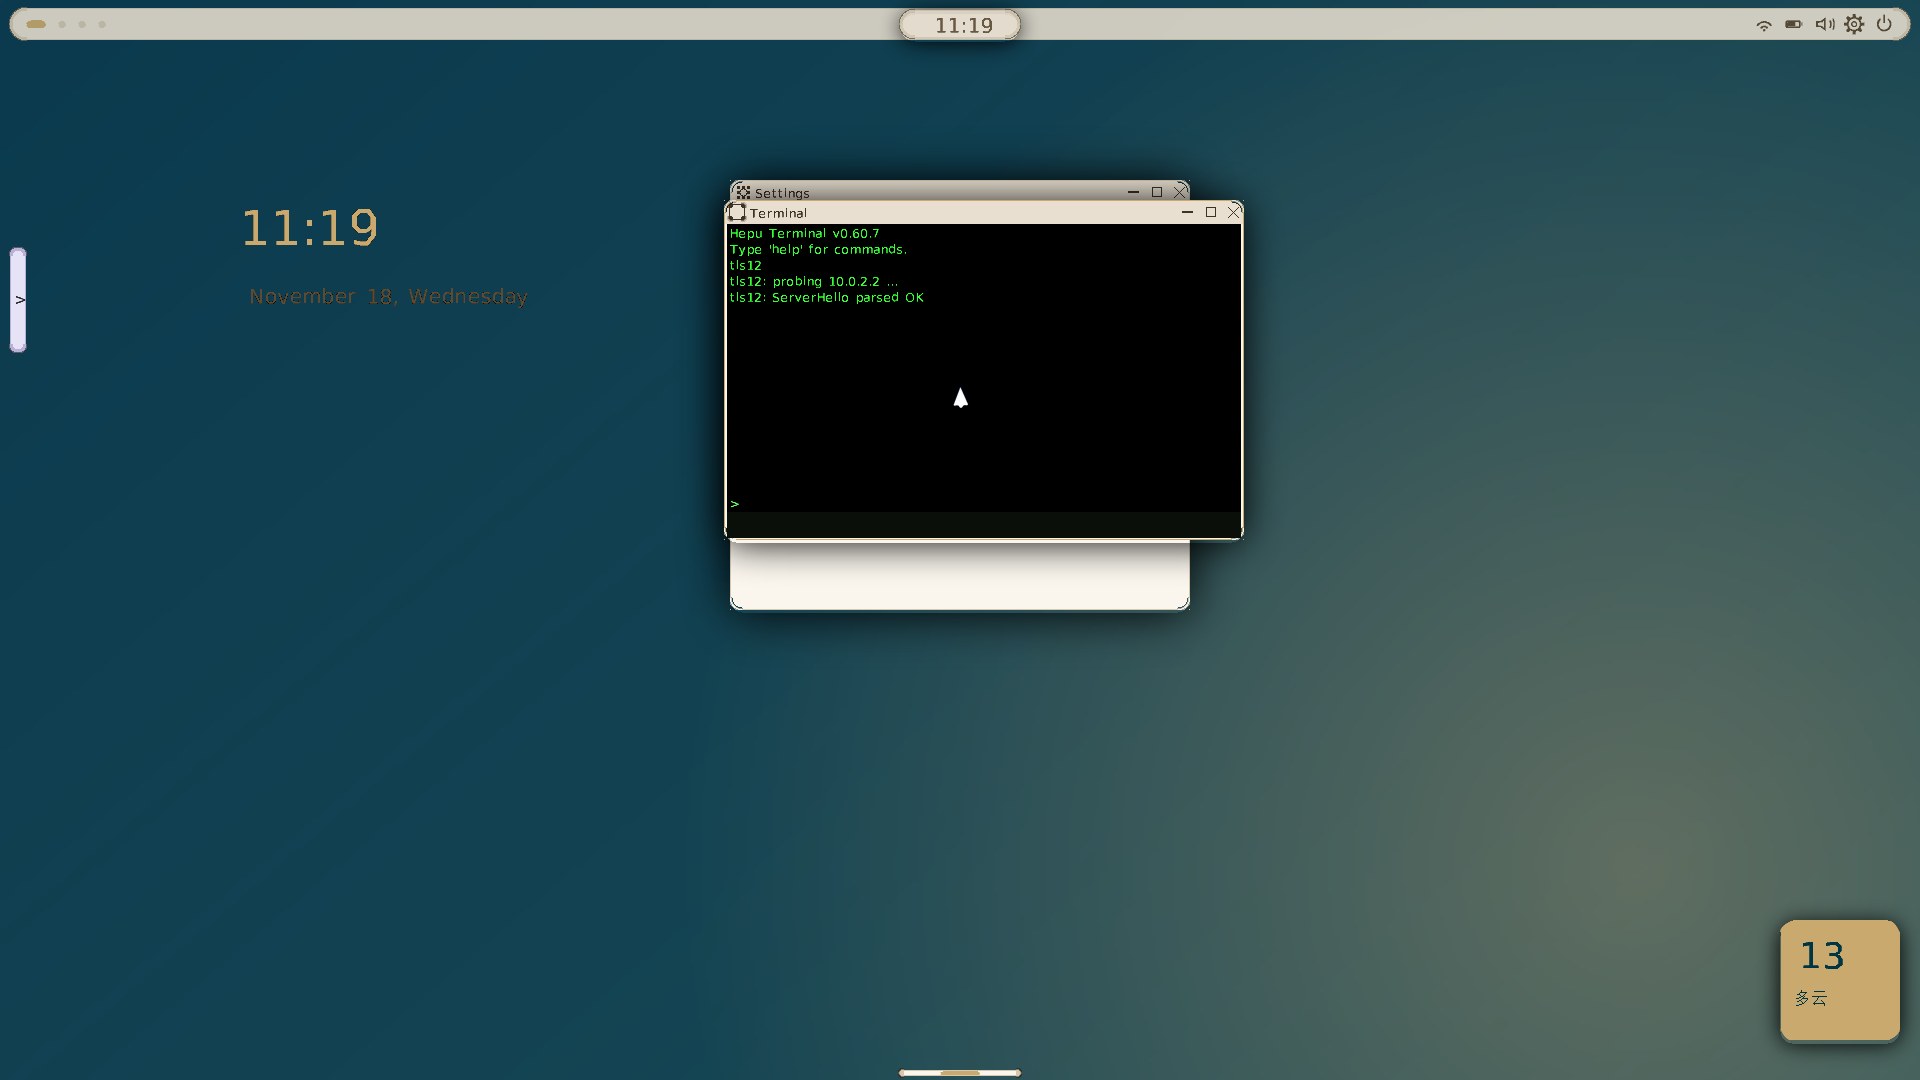 11:19
11:19
November 18, Wednesday
>
Settings
Terminal
Hepu Terminal v0.60.7
Type 'help' for commands.
tls12
tls12: probing 10.0.2.2 ...
tls12: ServerHello parsed OK
>
13
多云